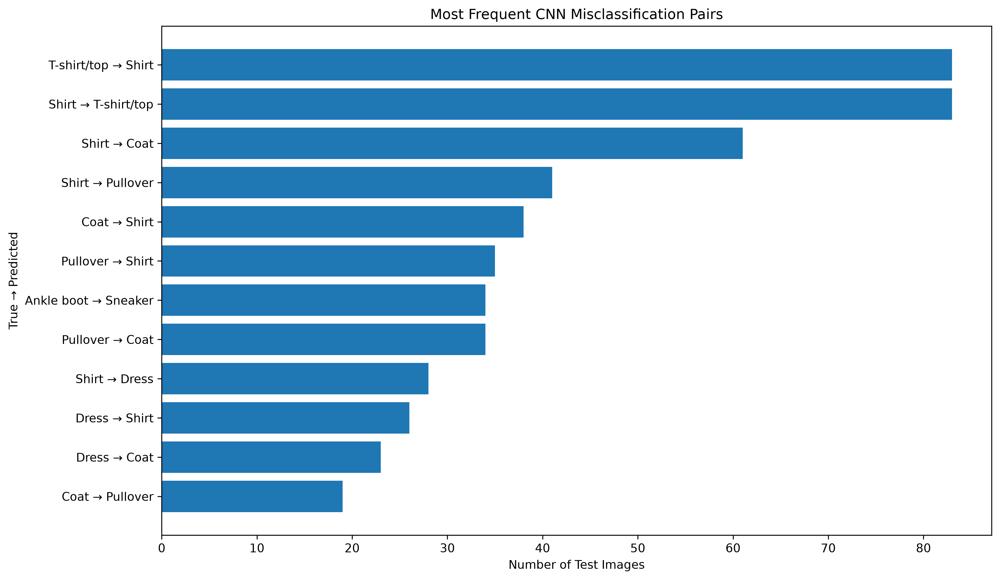 Most Frequent CNN Misclassification Pairs
True → Predicted
T-shirt/top → Shirt
Shirt → T-shirt/top
Shirt → Coat
Shirt → Pullover
Coat → Shirt
Pullover → Shirt
Ankle boot → Sneaker
Pullover → Coat
Shirt → Dress
Dress → Shirt
Dress → Coat
Coat → Pullover
0 10 20 30 40 50 60 70 80
Number of Test Images